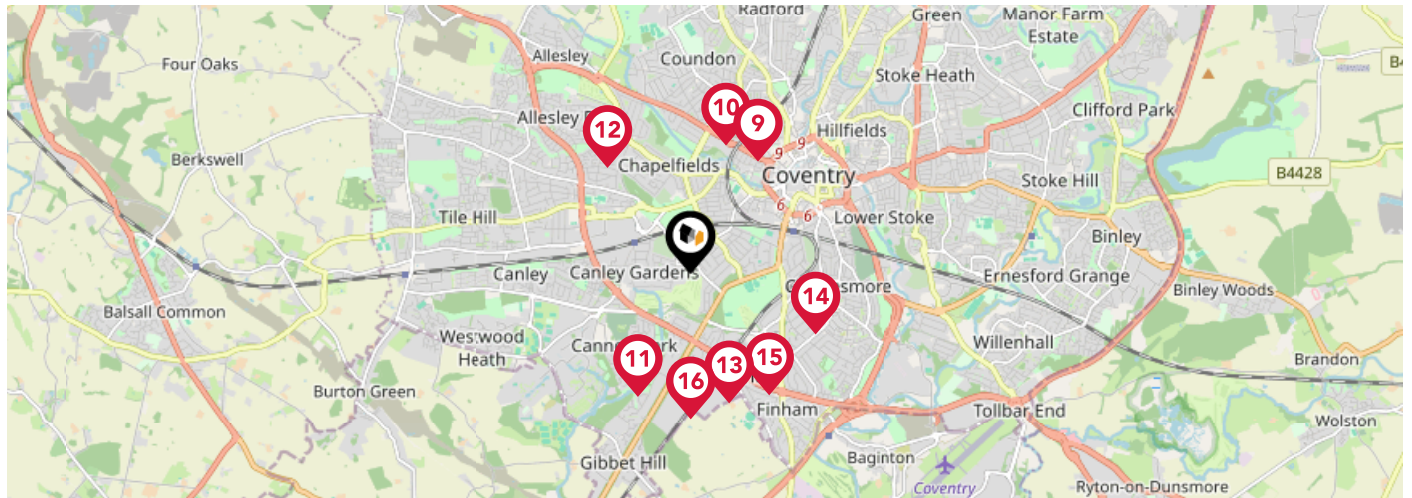 Radford
Green
Manor Farm
Estate
Four Oaks
Allesley
Coundon
Stoke Heath
B4
Clifford Park
10
9
12
Allesley
Hillfields
9
9
Berkswell
Chapelfields
Coventry
Stoke Hill
B4428
Tile Hill
6
6
Lower Stoke
Binley
Canley
Canley Gardens
Ernesford Grange
Binley Woods
14
Balsall Common
Westwood
Heath
Willenhall
11
16
13
15
Brandon
Burton Green
Finham
Tollbar End
Wolston
Gibbet Hill
Baginton
Coventry
Ryton-on-Dunsmore